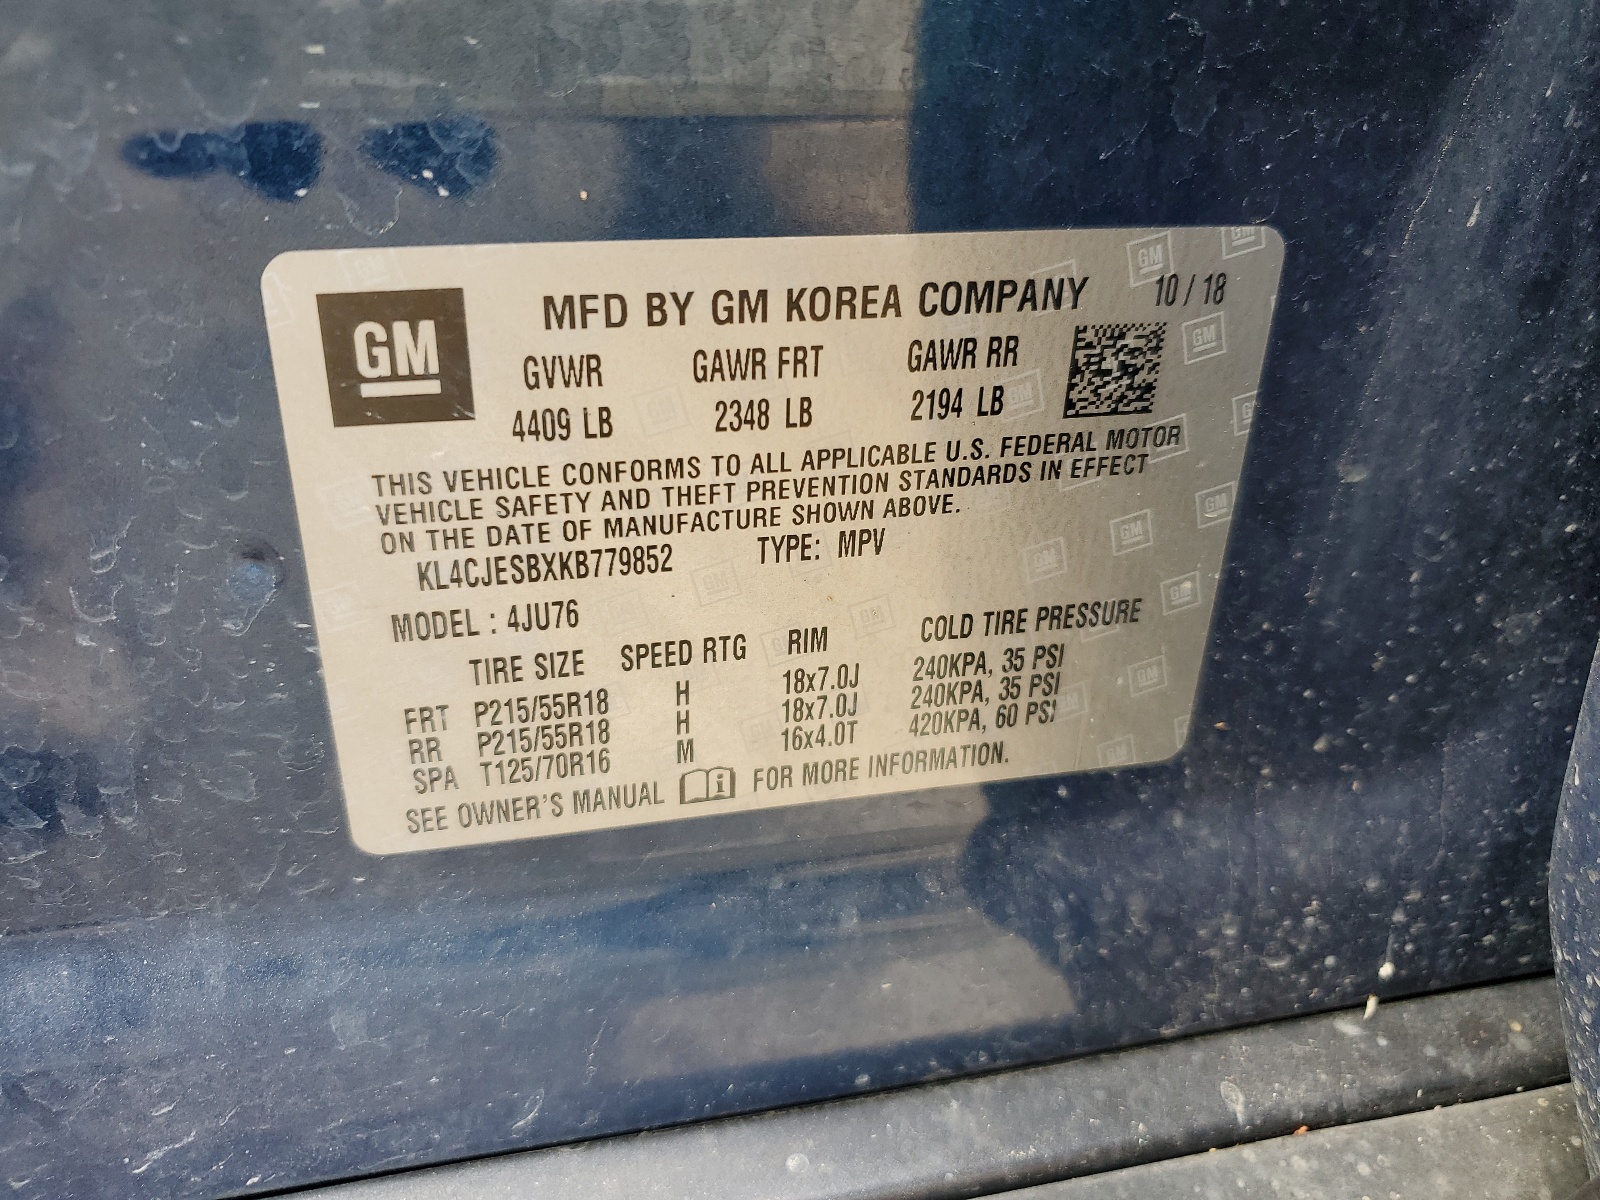 GM
MFD BY GM KOREA COMPANY 10 / 18
GVWR GAWR FRT GAWR RR
4409 LB 2348 LB 2194 LB
THIS VEHICLE CONFORMS TO ALL APPLICABLE U.S. FEDERAL MOTOR
VEHICLE SAFETY AND THEFT PREVENTION STANDARDS IN EFFECT
ON THE DATE OF MANUFACTURE SHOWN ABOVE.
KL4CJESBXKB779852 TYPE: MPV
MODEL : 4JU76
TIRE SIZE SPEED RTG RIM COLD TIRE PRESSURE
FRT P215/55R18 H 18x7.0J 240KPA, 35 PSI
RR P215/55R18 H 18x7.0J 240KPA, 35 PSI
SPA T125/70R16 M 16x4.0T 420KPA, 60 PSI
SEE OWNER'S MANUAL i FOR MORE INFORMATION.